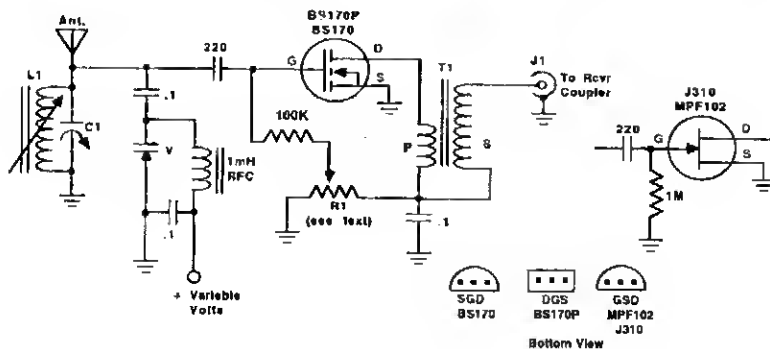 Ant.
L1
C1
.1
V
1mH
RFC
.1
+ Variable
Volts
220
BS170P
BS170
G
D
S
100K
R1
(see Text)
T1
P
S
.1
J1
To Rcvr
Coupler
J310
MPF102
220
G
D
S
1M
SGD
BS170
DGS
BS170P
GSD
MPF102
J310
Bottom View